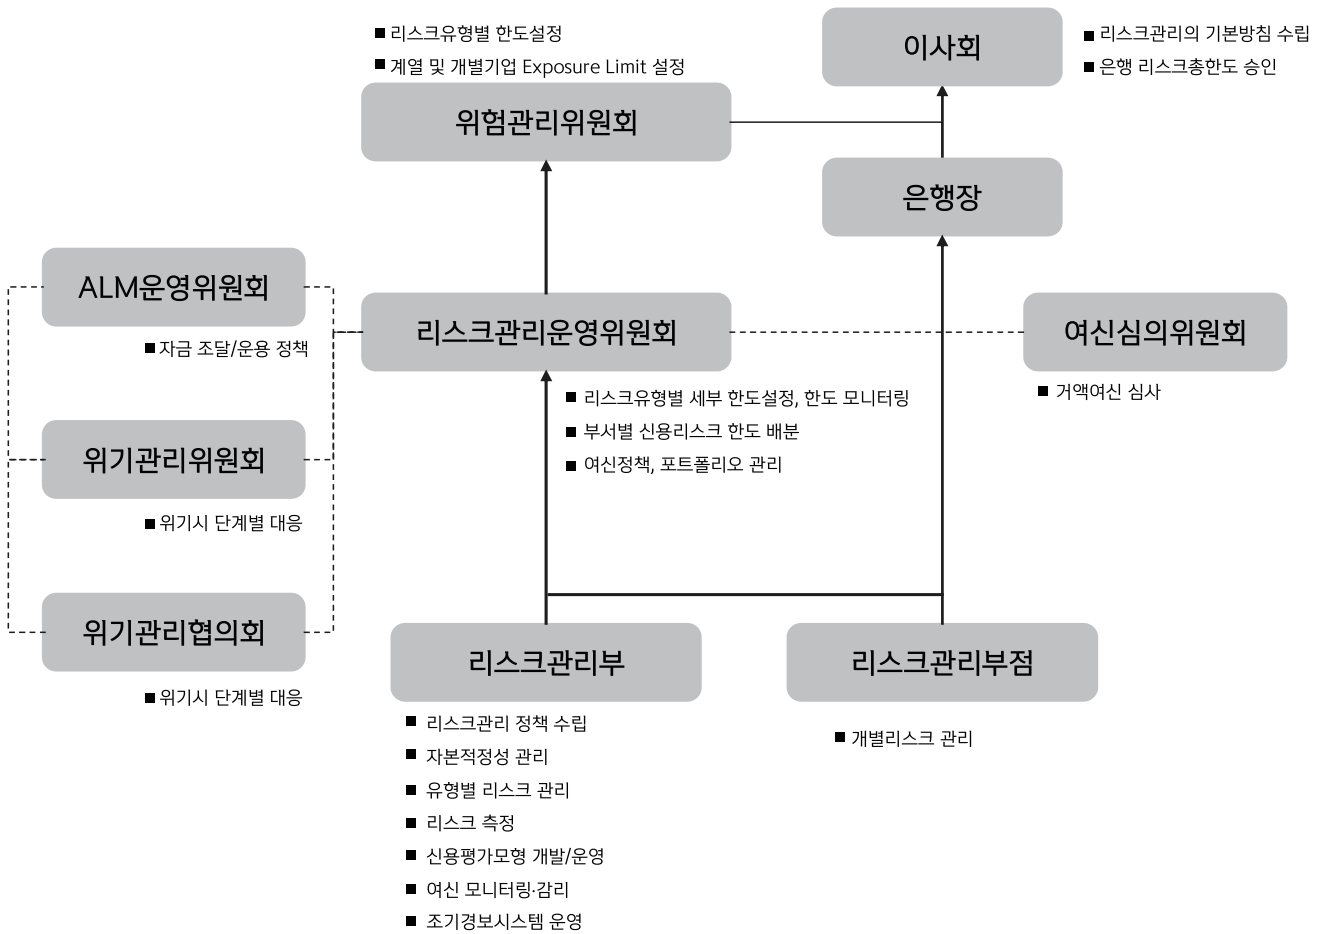 ■ 리스크유형별 한도설정
■ 계열 및 개별기업 Exposure Limit 설정
이사회
■ 리스크관리의 기본방침 수립
■ 은행 리스크총한도 승인
위험관리위원회
은행장
ALM운영위원회
■ 자금 조달/운용 정책
리스크관리운영위원회
여신심의위원회
■ 거액여신 심사
■ 리스크유형별 세부 한도설정, 한도 모니터링
■ 부서별 신용리스크 한도 배분
■ 여신정책, 포트폴리오 관리
위기관리위원회
■ 위기시 단계별 대응
위기관리협의회
■ 위기시 단계별 대응
리스크관리부
■ 리스크관리 정책 수립
■ 자본적정성 관리
■ 유형별 리스크 관리
■ 리스크 측정
■ 신용평가모형 개발/운영
■ 여신 모니터링·감리
■ 조기경보시스템 운영
리스크관리부점
■ 개별리스크 관리